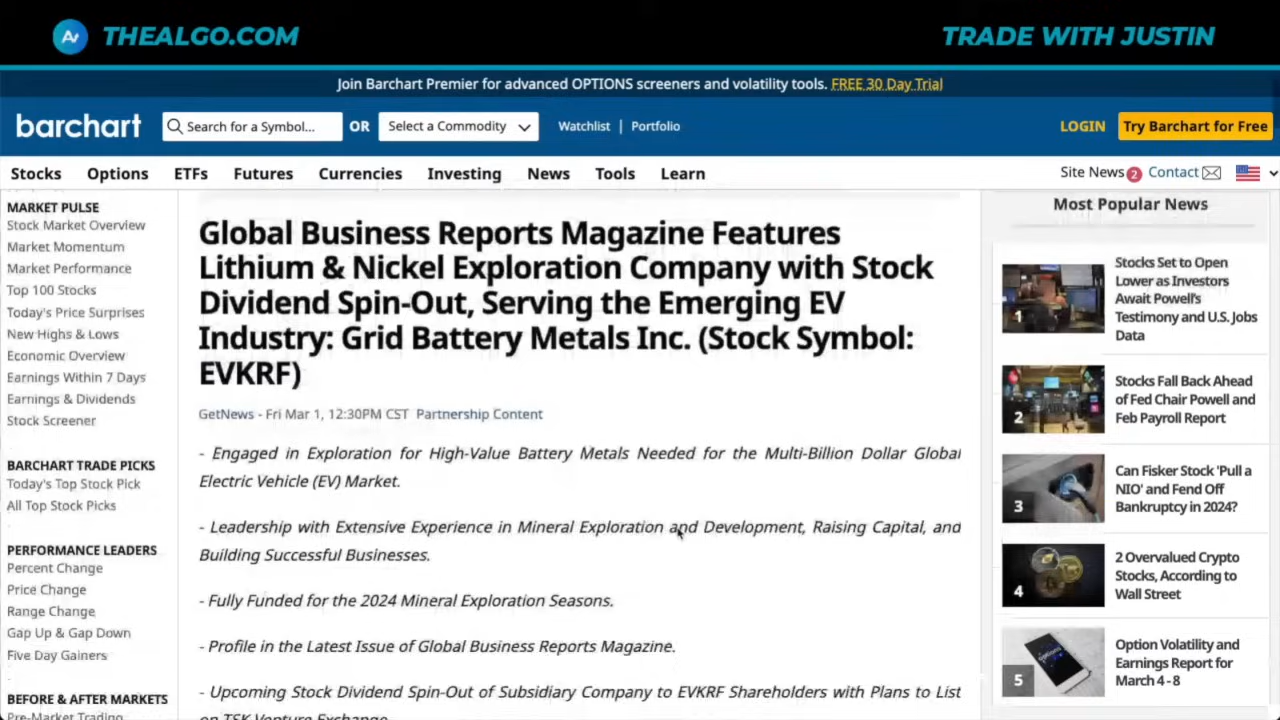 THEALGO.COM
TRADE WITH JUSTIN
Join Barchart Premier for advanced OPTIONS screeners and volatility tools. FREE 30 Day Trial
barchart
Search for a Symbol...
OR
Select a Commodity
Watchlist | Portfolio
LOGIN
Try Barchart for Free
Stocks
Options
ETFs
Futures
Currencies
Investing
News
Tools
Learn
Site News 2
Contact
MARKET PULSE
Stock Market Overview
Market Momentum
Market Performance
Top 100 Stocks
Today's Price Surprises
New Highs & Lows
Economic Overview
Earnings Within 7 Days
Earnings & Dividends
Stock Screener
BARCHART TRADE PICKS
Today's Top Stock Pick
All Top Stock Picks
PERFORMANCE LEADERS
Percent Change
Price Change
Range Change
Gap Up & Gap Down
Five Day Gainers
BEFORE & AFTER MARKETS
Pre-Market Trading
Global Business Reports Magazine Features
Lithium & Nickel Exploration Company with Stock
Dividend Spin-Out, Serving the Emerging EV
Industry: Grid Battery Metals Inc. (Stock Symbol:
EVKRF)
GetNews - Fri Mar 1, 12:30PM CST Partnership Content
- Engaged in Exploration for High-Value Battery Metals Needed for the Multi-Billion Dollar Global
Electric Vehicle (EV) Market.
- Leadership with Extensive Experience in Mineral Exploration and Development, Raising Capital, and
Building Successful Businesses.
- Fully Funded for the 2024 Mineral Exploration Seasons.
- Profile in the Latest Issue of Global Business Reports Magazine.
- Upcoming Stock Dividend Spin-Out of Subsidiary Company to EVKRF Shareholders with Plans to List
on TSX Venture Exchange.
Most Popular News
1
Stocks Set to Open
Lower as Investors
Await Powell's
Testimony and U.S. Jobs
Data
2
Stocks Fall Back Ahead
of Fed Chair Powell and
Feb Payroll Report
3
Can Fisker Stock 'Pull a
NIO' and Fend Off
Bankruptcy in 2024?
4
2 Overvalued Crypto
Stocks, According to
Wall Street
5
Option Volatility and
Earnings Report for
March 4 - 8